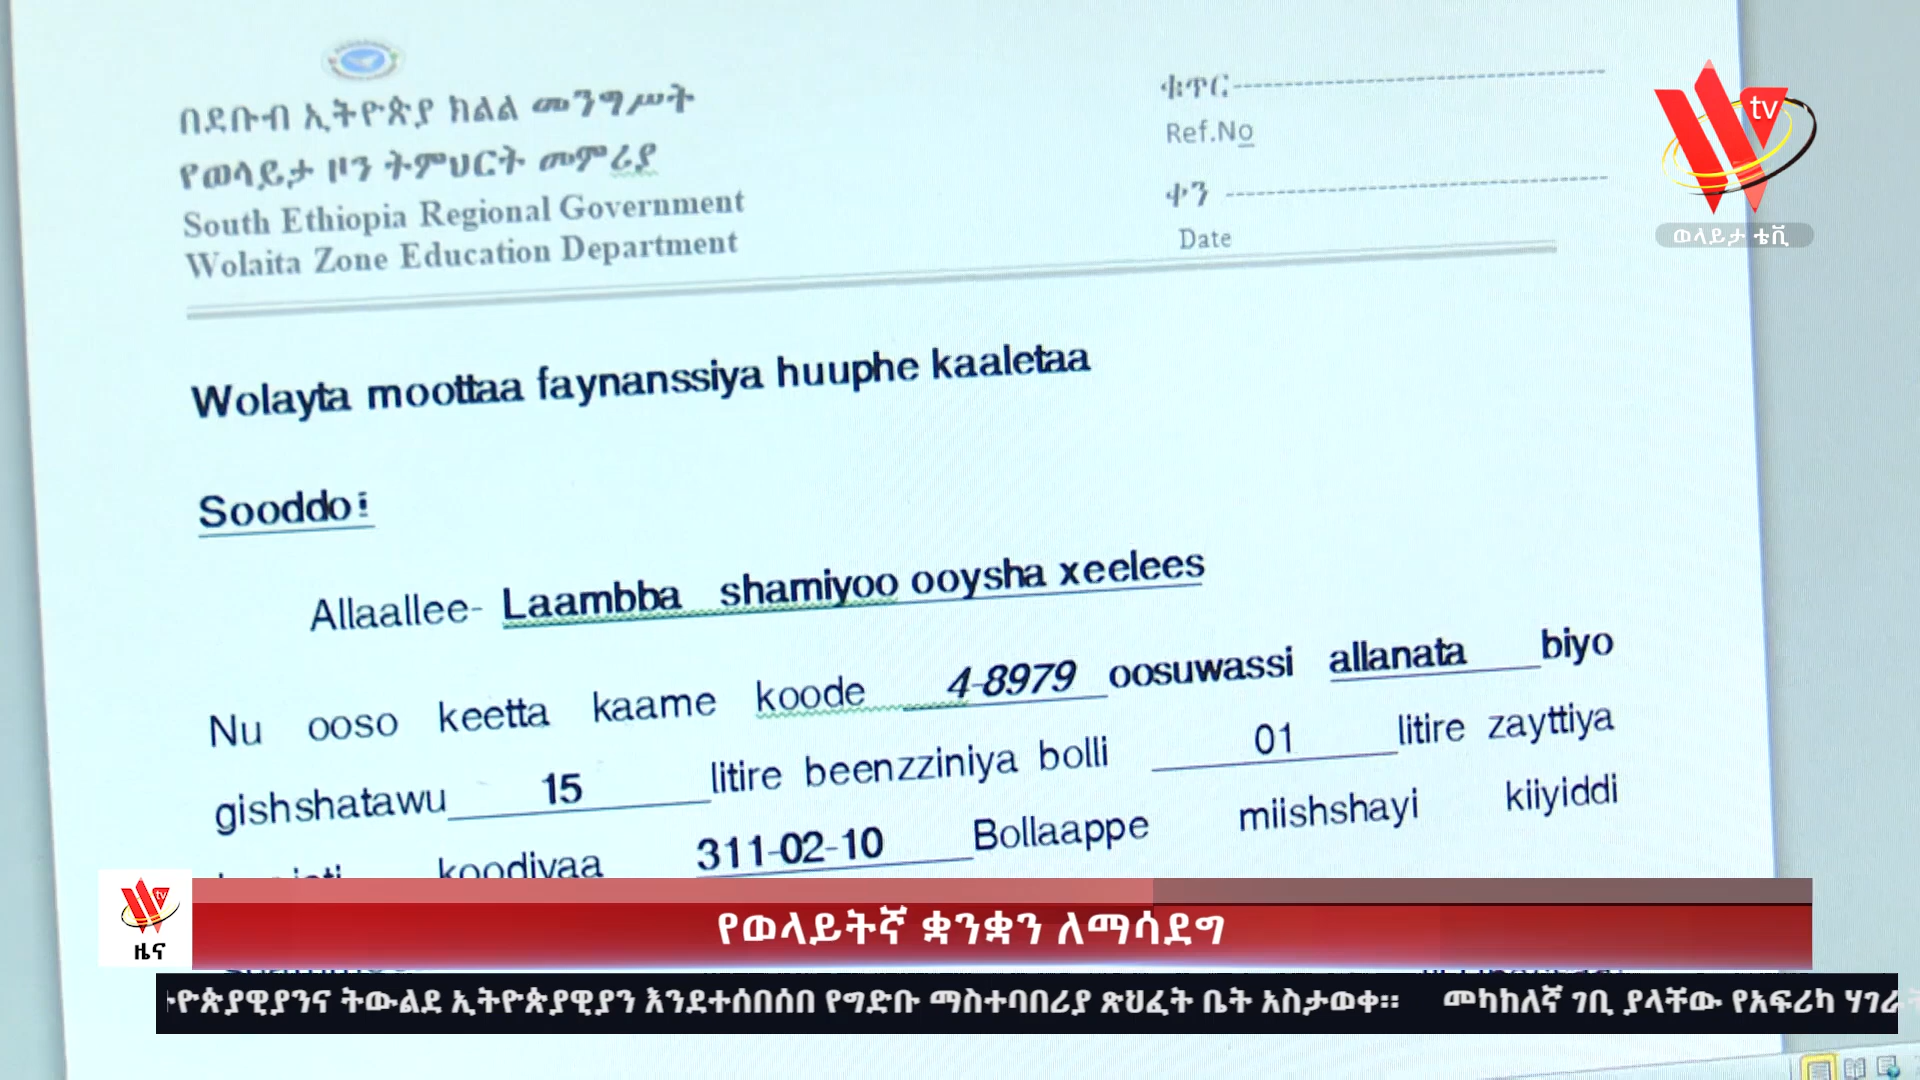 በደቡብ ኢትዮጵያ ክልል መንግሥት
የወላይታ ዞን ትምህርት መምሪያ
South Ethiopia Regional Government
Wolaita Zone Education Department
ቁጥር
Ref.No
ቀን
Date
tv
ወላይታ ቲቪ
Wolayta moottaa faynanssiya huuphe kaaletaa
Sooddo፤
Allaallee- Laambba shamiyoo ooysha xeelees
Nu ooso keetta kaame koode 4-8979 oosuwassi allanata biyo
gishshatawu 15 litire beenzziniya bolli 01 litire zayttiya
koodiyaa 311-02-10 Bollaappe miishshayi kiiyiddi
tv
ዜና
የወላይትኛ ቋንቋን ለማሳደግ
ትውልደ ኢትዮጵያዊያን እንደተሰበሰበ የግድቡ ማስተባበሪያ ጽህፈት ቤት አስታወቀ። መካከለኛ ገቢ ያላቸው የአፍሪካ